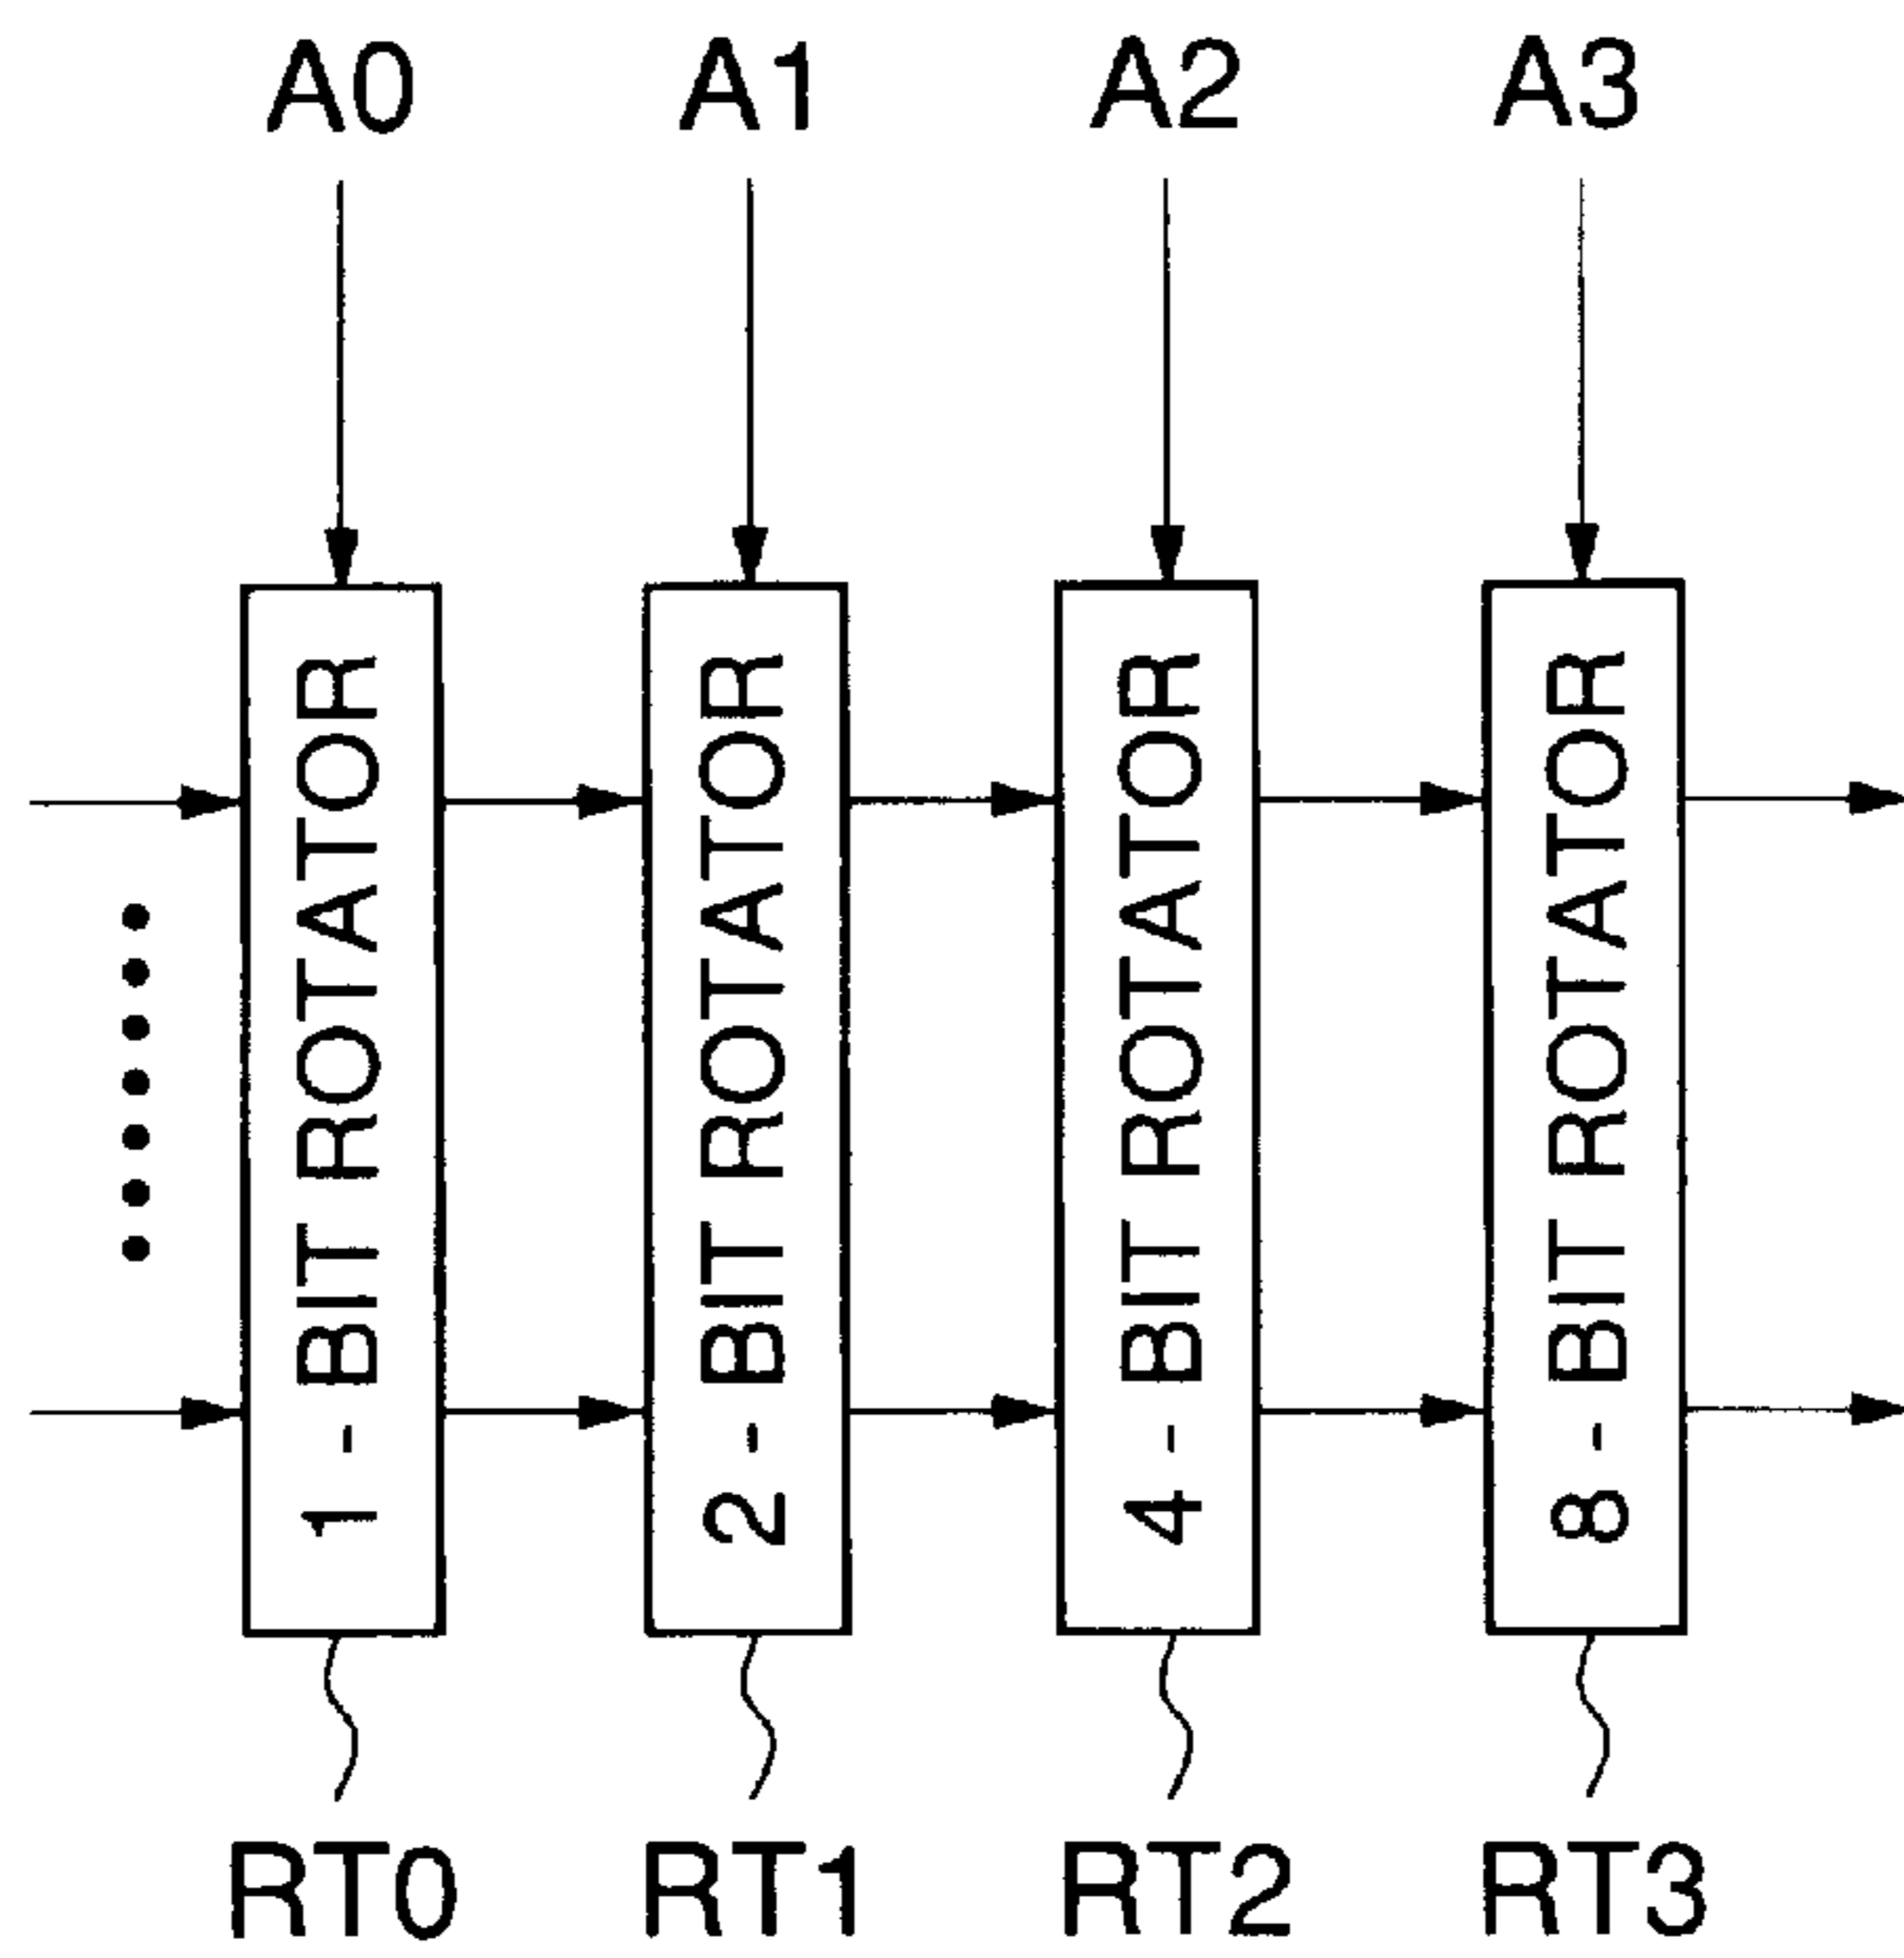 A0 A1 A2 A3
1 - BIT ROTATOR
2 - BIT ROTATOR
4 - BIT ROTATOR
8 - BIT ROTATOR
RT0 RT1 RT2 RT3